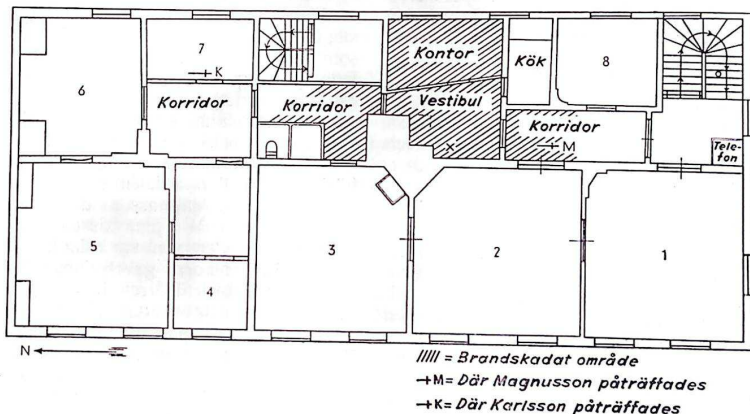 7
K
6
Korridor
Korridor
Kontor
Vestibul
Kök
8
Korridor
M
Tele-
fon
5
4
3
2
1
N
///// = Brandskadat område
M= Där Magnusson påträffades
K= Där Karlsson påträffades